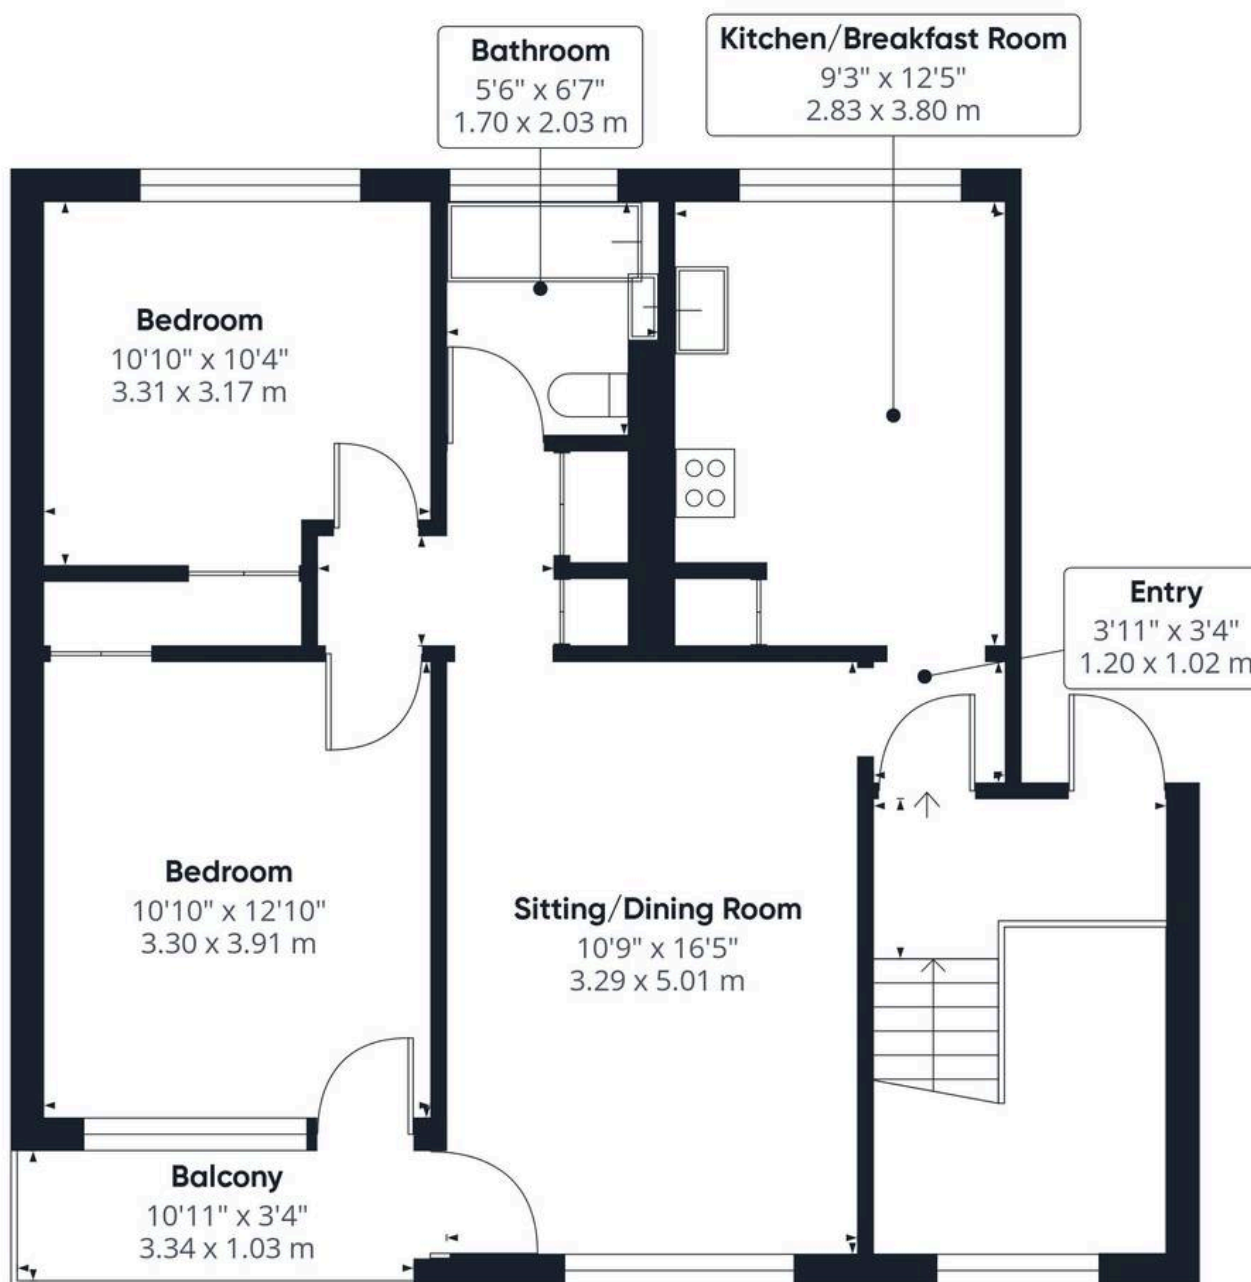 Bathroom
5'6" x 6'7"
1.70 x 2.03 m
Kitchen/Breakfast Room
9'3" x 12'5"
2.83 x 3.80 m
Bedroom
10'10" x 10'4"
3.31 x 3.17 m
Entry
3'11" x 3'4"
1.20 x 1.02 m
Bedroom
10'10" x 12'10"
3.30 x 3.91 m
Sitting/Dining Room
10'9" x 16'5"
3.29 x 5.01 m
Balcony
10'11" x 3'4"
3.34 x 1.03 m